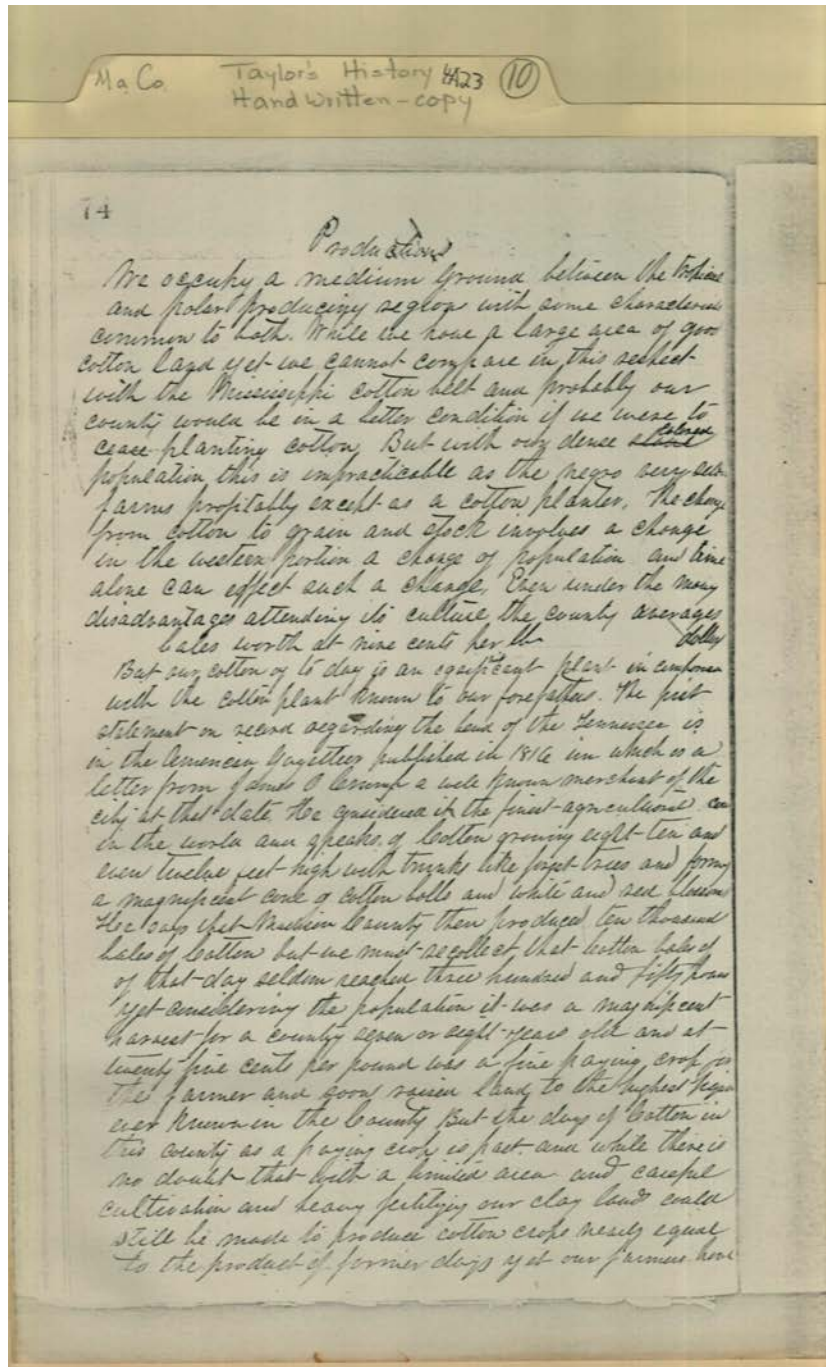 Ma Co. Taylor's History 4A23 10
Hand Written - copy
74
Productions
We occupy a medium ground between the tropical
and polar producing region with some characteristics
common to both. While we have a large area of good
cotton land yet we cannot compare in this respect
with the Mississippi cotton belt and probably our
county would be in a better condition if we were to
cease planting cotton. But with our dense colored
population this is impracticable as the negro very seldom
farms profitably except as a cotton planter. The change
from cotton to grain and stock involves a change
in the western portion a change of population and time
alone can effect such a change. Even under the many
disadvantages attending its culture, the county averages
bales worth at nine cents per lb dollars
But our cotton of to day is an plant in
with the cotton plant known to our forefathers. The first
statement on record regarding the bend of the Tennessee is
in the American published in 1816 in which is a
letter from James a well known merchant of the
city at that date. He considered it the finest agricultural
in the world and speaks of Cotton growing eight ten and
even twelve feet high with trunks like forest trees and forming
a magnificent cone of cotton bolls and white and red blossoms
He says that Madison County then produced ten thousand
bales of Cotton but we must recollect that Cotton bales of
of that day seldom reached three hundred and fifty pounds
yet considering the population it was a magnificent
harvest for a county seven or eight years old and at
twenty five cents per pound was a fine paying crop for
the farmer and soon raised land to the highest figure
ever known in the County But the days of Cotton in
this county as a paying crop is past and while there is
no doubt that with a limited area and careful
cultivation and heavy fertilizing our clay lands could
still be made to produce cotton crops nearly equal
to the product of former days yet our farmers have